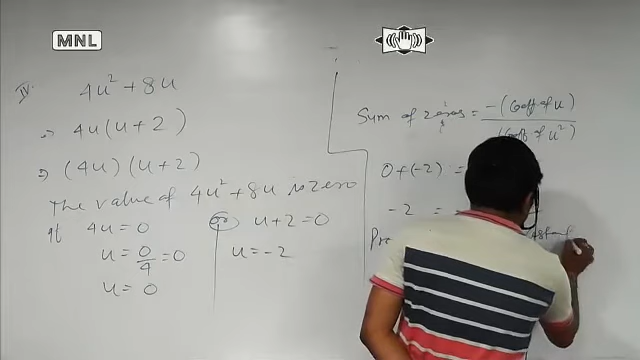 MNL
IV. 4u² + 8u
=> 4u(u+2)
=> (4u)(u+2)
The value of 4u²+8u is zero
If 4u = 0 (or) u+2=0
u = 0/4 = 0 u = -2
u = 0
Sum of zeros = -(Coeff of u) / (Coeff of u²)
0+(-2) =
-2 =